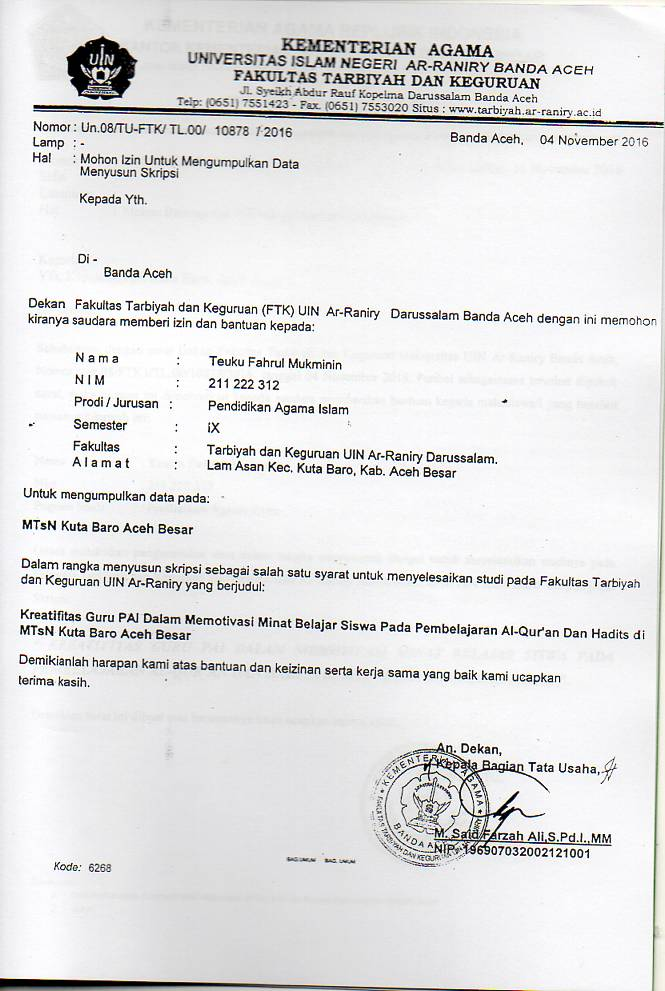 KEMENTERIAN AGAMA
UNIVERSITAS ISLAM NEGERI AR-RANIRY BANDA ACEH
FAKULTAS TARBIYAH DAN KEGURUAN
Jl. Syeikh Abdur Rauf Kopelma Darussalam Banda Aceh
Telp: (0651) 7551423 - Fax. (0651) 7553020 Situs : www.tarbiyah.ar-raniry.ac.id
UIN
Nomor : Un.08/TU-FTK/ TL.00/ 10878 / 2016
Banda Aceh, 04 November 2016
Lamp : -
Hal : Mohon Izin Untuk Mengumpulkan Data
Menyusun Skripsi
Kepada Yth.
Di -
Banda Aceh
Dekan Fakultas Tarbiyah dan Keguruan (FTK) UIN Ar-Raniry Darussalam Banda Aceh dengan ini memohon
kiranya saudara memberi izin dan bantuan kepada:
N a m a : Teuku Fahrul Mukminin
N I M : 211 222 312
Prodi / Jurusan : Pendidikan Agama Islam
Semester : iX
Fakultas : Tarbiyah dan Keguruan UIN Ar-Raniry Darussalam.
A l a m a t : Lam Asan Kec. Kuta Baro, Kab. Aceh Besar
Untuk mengumpulkan data pada:
MTsN Kuta Baro Aceh Besar
Dalam rangka menyusun skripsi sebagai salah satu syarat untuk menyelesaikan studi pada Fakultas Tarbiyah
dan Keguruan UIN Ar-Raniry yang berjudul:
Kreatifitas Guru PAI Dalam Memotivasi Minat Belajar Siswa Pada Pembelajaran Al-Qur'an Dan Hadits di
MTsN Kuta Baro Aceh Besar
Demikianlah harapan kami atas bantuan dan keizinan serta kerja sama yang baik kami ucapkan
terima kasih.
An. Dekan,
Kepala Bagian Tata Usaha,
KEMENTERIAN AGAMA
BANDA ACEH
M. Said Farzah Ali,S.Pd.I.,MM
NIP. 196907032002121001
BAG.UMUM BAG. UMUM
Kode: 6268